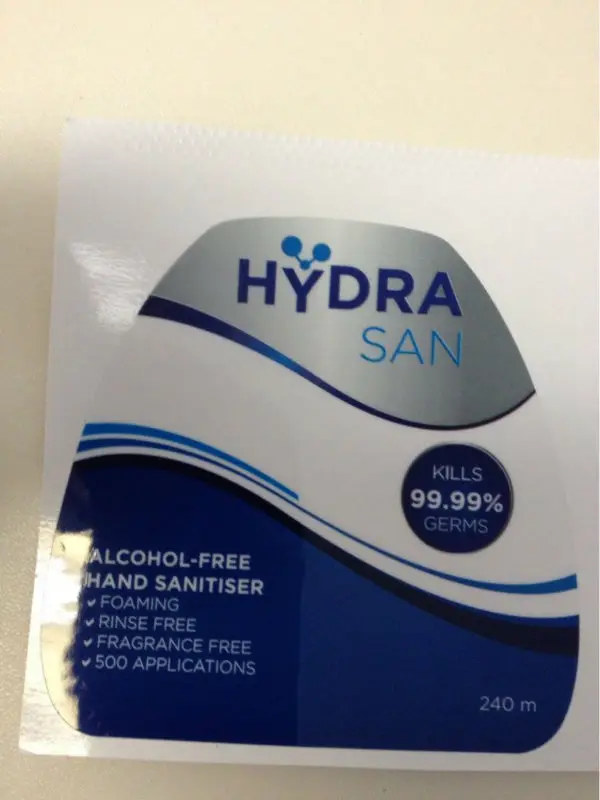 HYDRA
SAN
KILLS
99.99%
GERMS
ALCOHOL-FREE
HAND SANITISER
FOAMING
RINSE FREE
FRAGRANCE FREE
500 APPLICATIONS
240 m